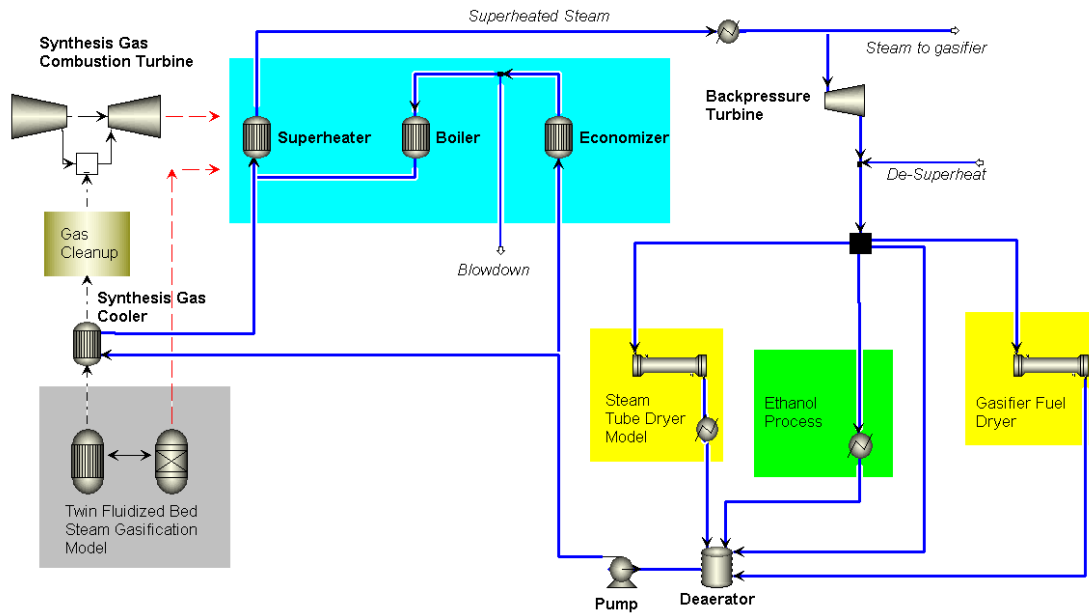 Superheated Steam
Synthesis Gas
Combustion Turbine
Steam to gasifier
Backpressure
Turbine
Superheater
Boiler
Economizer
De-Superheat
Gas
Cleanup
Blowdown
Synthesis Gas
Cooler
Steam
Tube Dryer
Model
Ethanol
Process
Gasifier Fuel
Dryer
Twin Fluidized Bed
Steam Gasification
Model
Pump
Deaerator